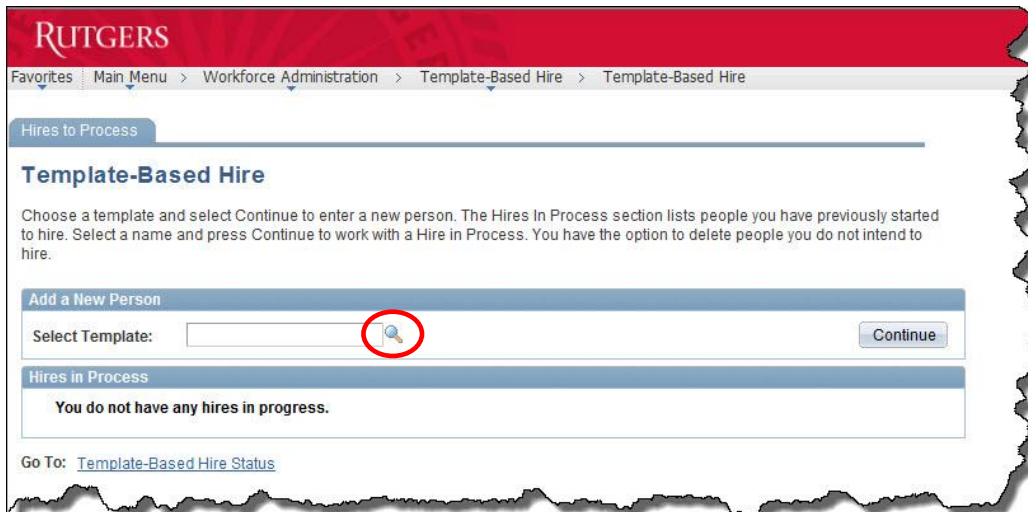 RUTGERS
Favorites Main Menu > Workforce Administration > Template-Based Hire > Template-Based Hire
Hires to Process
Template-Based Hire
Choose a template and select Continue to enter a new person. The Hires In Process section lists people you have previously started
to hire. Select a name and press Continue to work with a Hire in Process. You have the option to delete people you do not intend to
hire.
Add a New Person
Select Template: Continue
Hires in Process
You do not have any hires in progress.
Go To: Template-Based Hire Status